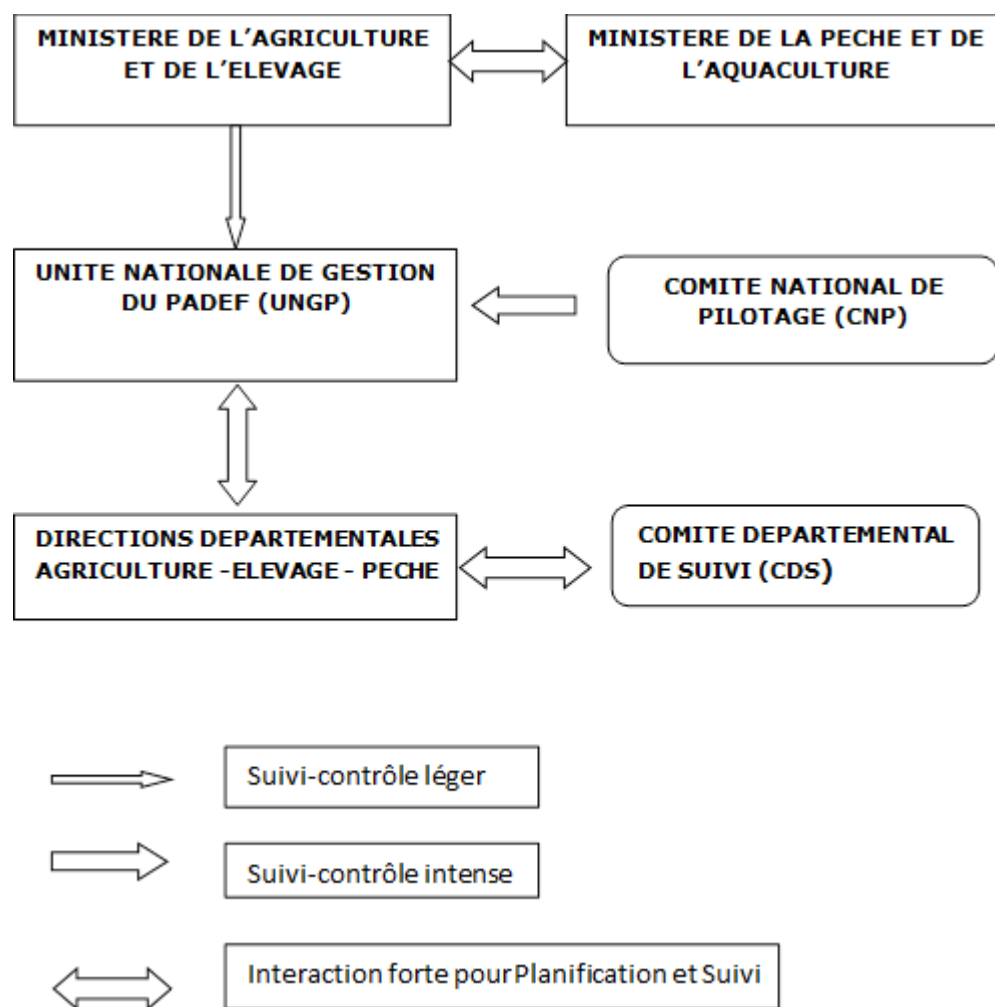 MINISTERE DE L’AGRICULTURE
ET DE L’ELEVAGE
MINISTERE DE LA PECHE ET DE
L’AQUACULTURE
UNITE NATIONALE DE GESTION
DU PADEF (UNGP)
COMITE NATIONAL DE
PILOTAGE (CNP)
DIRECTIONS DEPARTEMENTALES
AGRICULTURE -ELEVAGE - PECHE
COMITE DEPARTEMENTAL
DE SUIVI (CDS)
Suivi-contrôle léger
Suivi-contrôle intense
Interaction forte pour Planification et Suivi